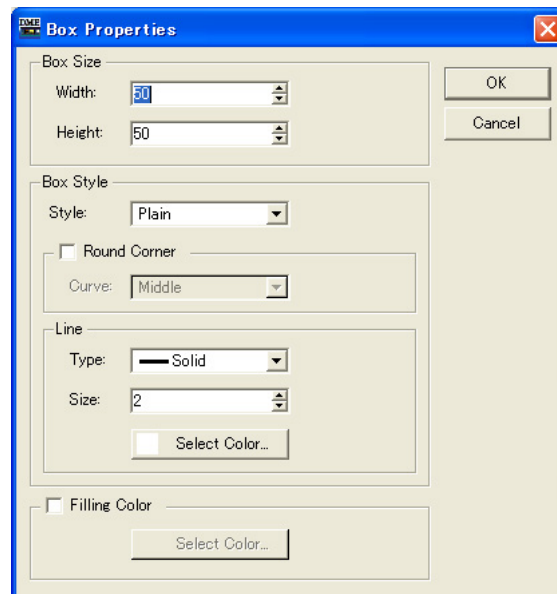 DME Box Properties
Box Size
Width: 50
OK
Height: 50
Cancel
Box Style
Style: Plain
Round Corner
Curve: Middle
Line
Type: Solid
Size: 2
Select Color...
Filling Color
Select Color...